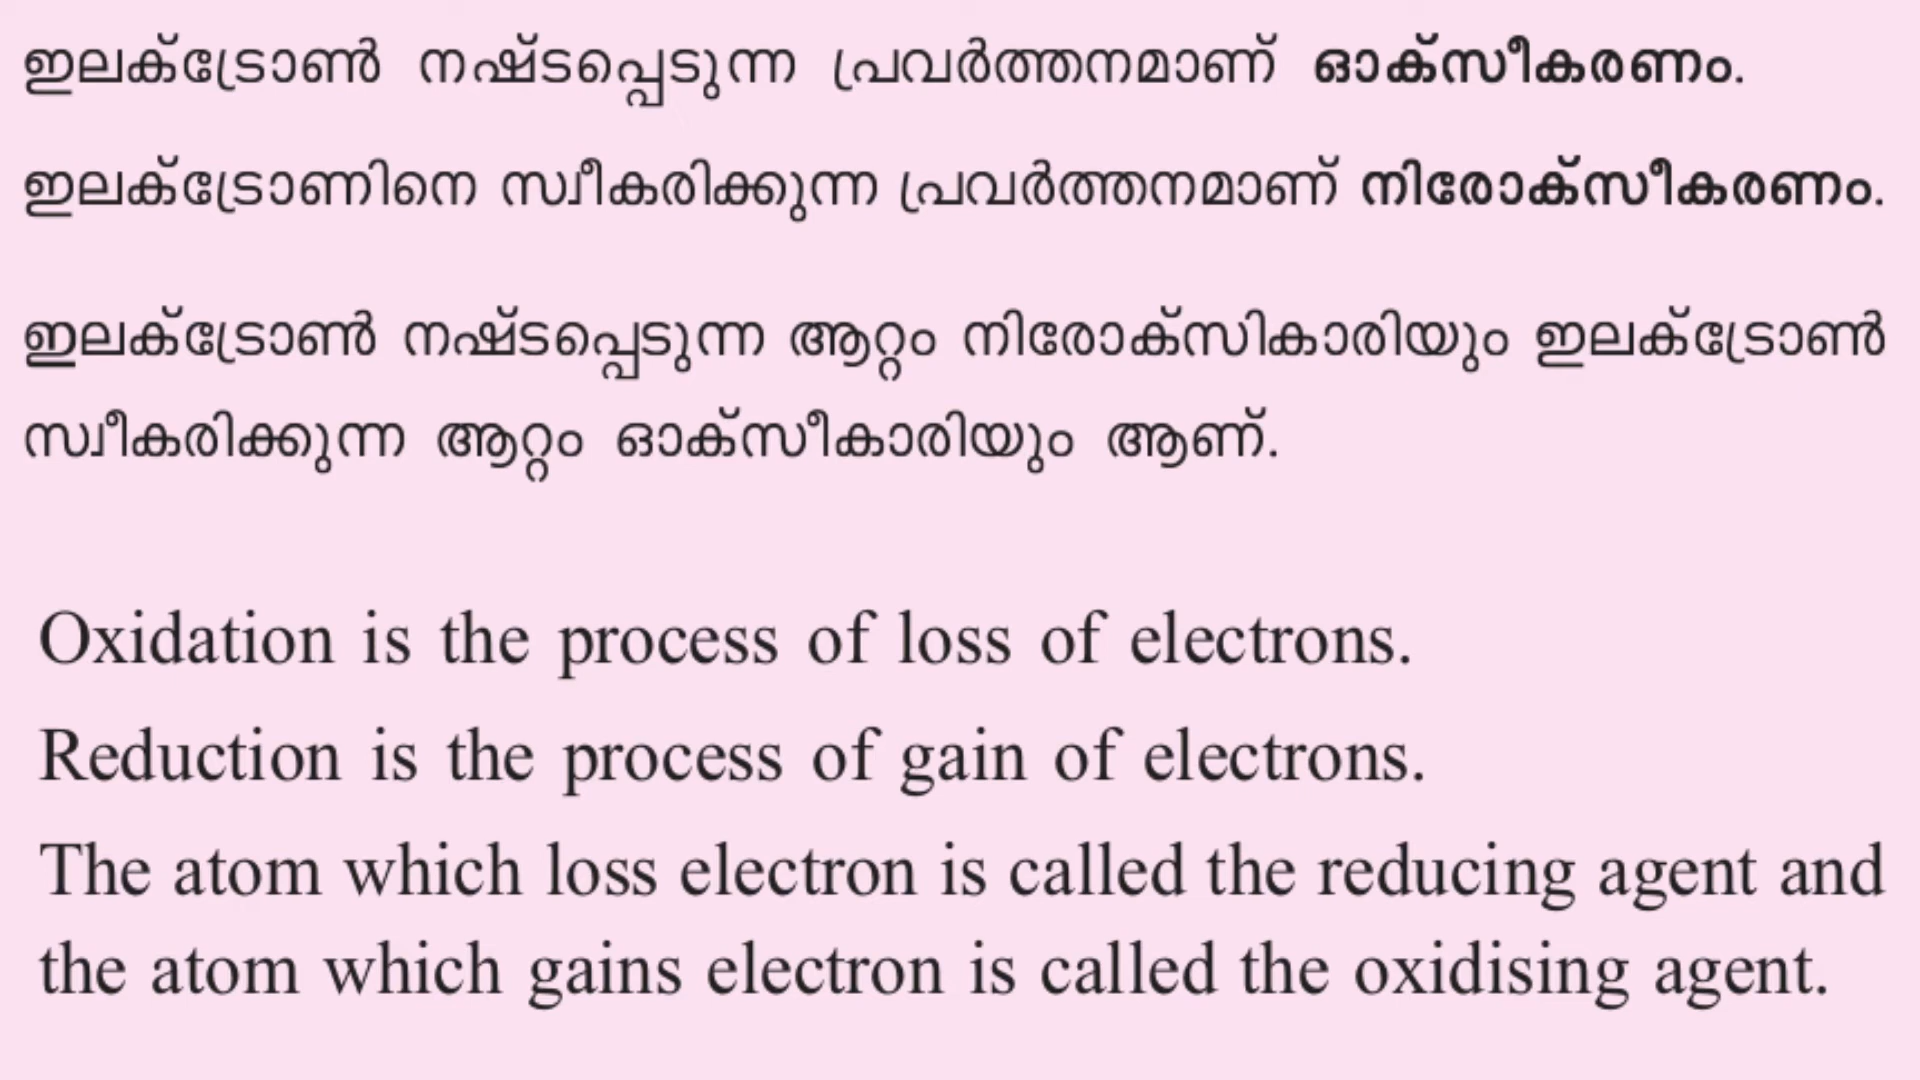 ഇലക്ട്രോൺ നഷ്ടപ്പെടുന്ന പ്രവർത്തനമാണ് ഓക്സീകരണം.
ഇലക്ട്രോണിനെ സ്വീകരിക്കുന്ന പ്രവർത്തനമാണ് നിരോക്സീകരണം.
ഇലക്ട്രോൺ നഷ്ടപ്പെടുന്ന ആറ്റം നിരോക്സികാരിയും ഇലക്ട്രോൺ
സ്വീകരിക്കുന്ന ആറ്റം ഓക്സീകാരിയും ആണ്.
Oxidation is the process of loss of electrons.
Reduction is the process of gain of electrons.
The atom which loss electron is called the reducing agent and
the atom which gains electron is called the oxidising agent.